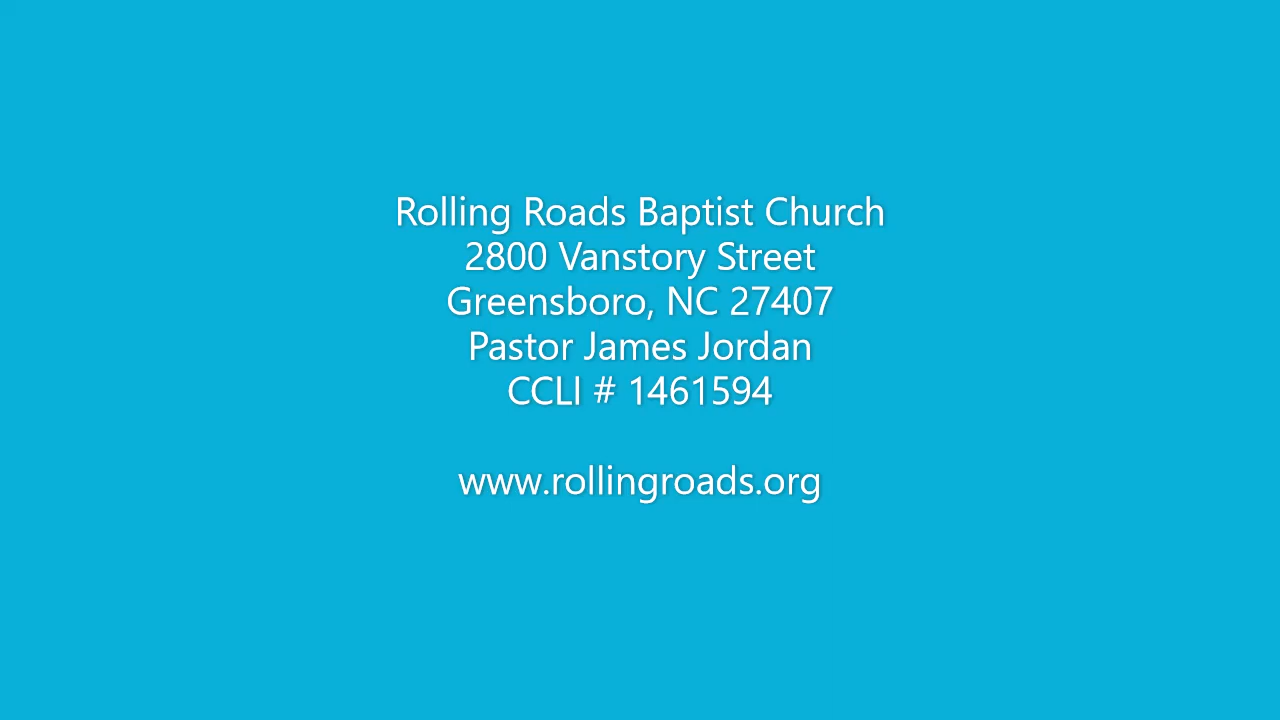 Rolling Roads Baptist Church
2800 Vanstory Street
Greensboro, NC 27407
Pastor James Jordan
CCLI # 1461594
www.rollingroads.org